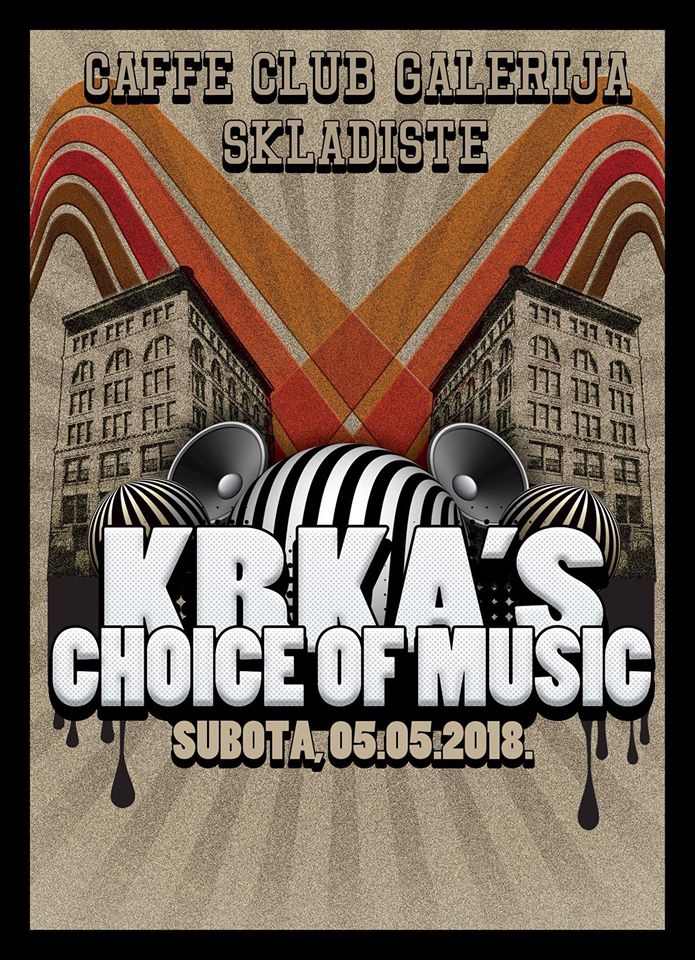 CAFFE CLUB GALERIJA
SKLADISTE
KRKA´S
CHOICE OF MUSIC
SUBOTA, 05.05.2018.